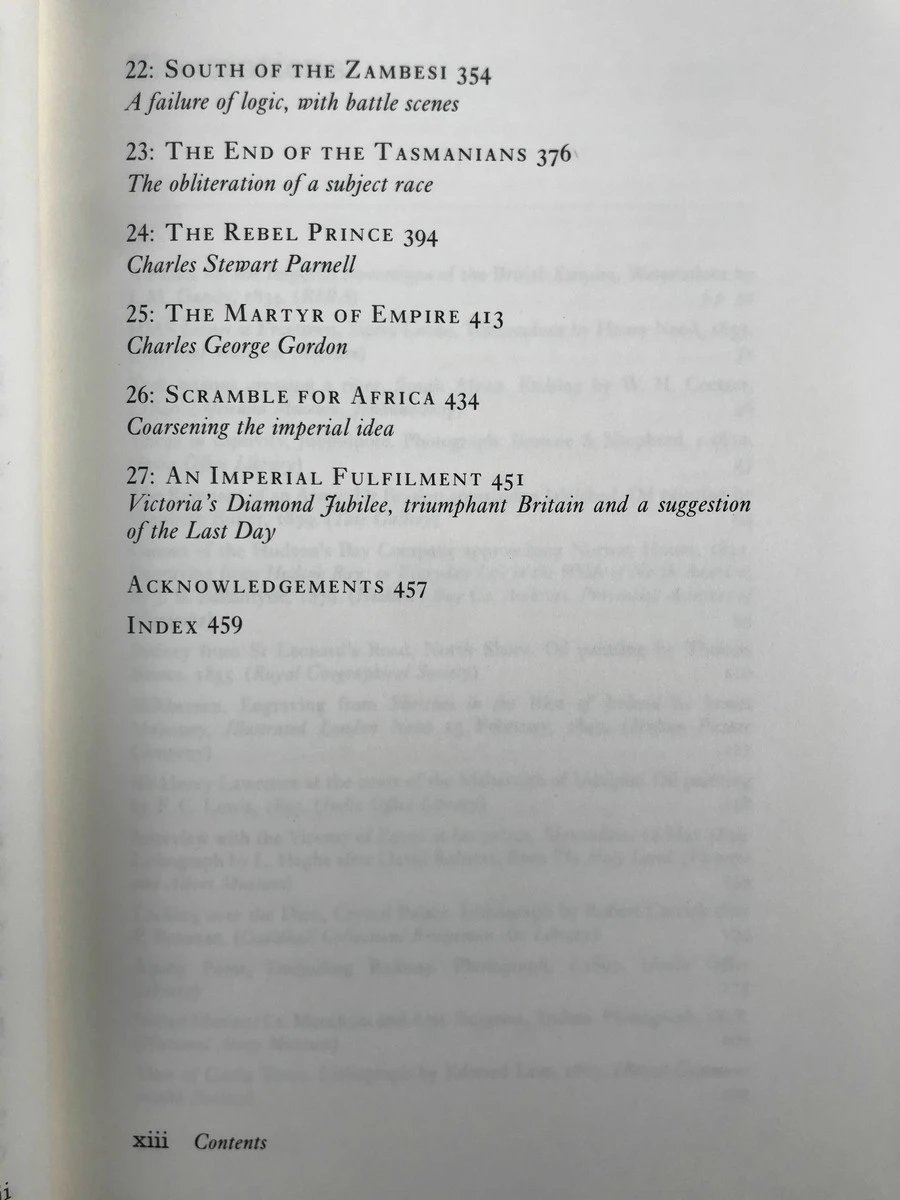 22: SOUTH OF THE ZAMBESI 354
A failure of logic, with battle scenes
23: THE END OF THE TASMANIANS 376
The obliteration of a subject race
24: THE REBEL PRINCE 394
Charles Stewart Parnell
25: THE MARTYR OF EMPIRE 413
Charles George Gordon
26: SCRAMBLE FOR AFRICA 434
Coarsening the imperial idea
27: AN IMPERIAL FULFILMENT 451
Victoria's Diamond Jubilee, triumphant Britain and a suggestion
of the Last Day
ACKNOWLEDGEMENTS 457
INDEX 459
xiii Contents